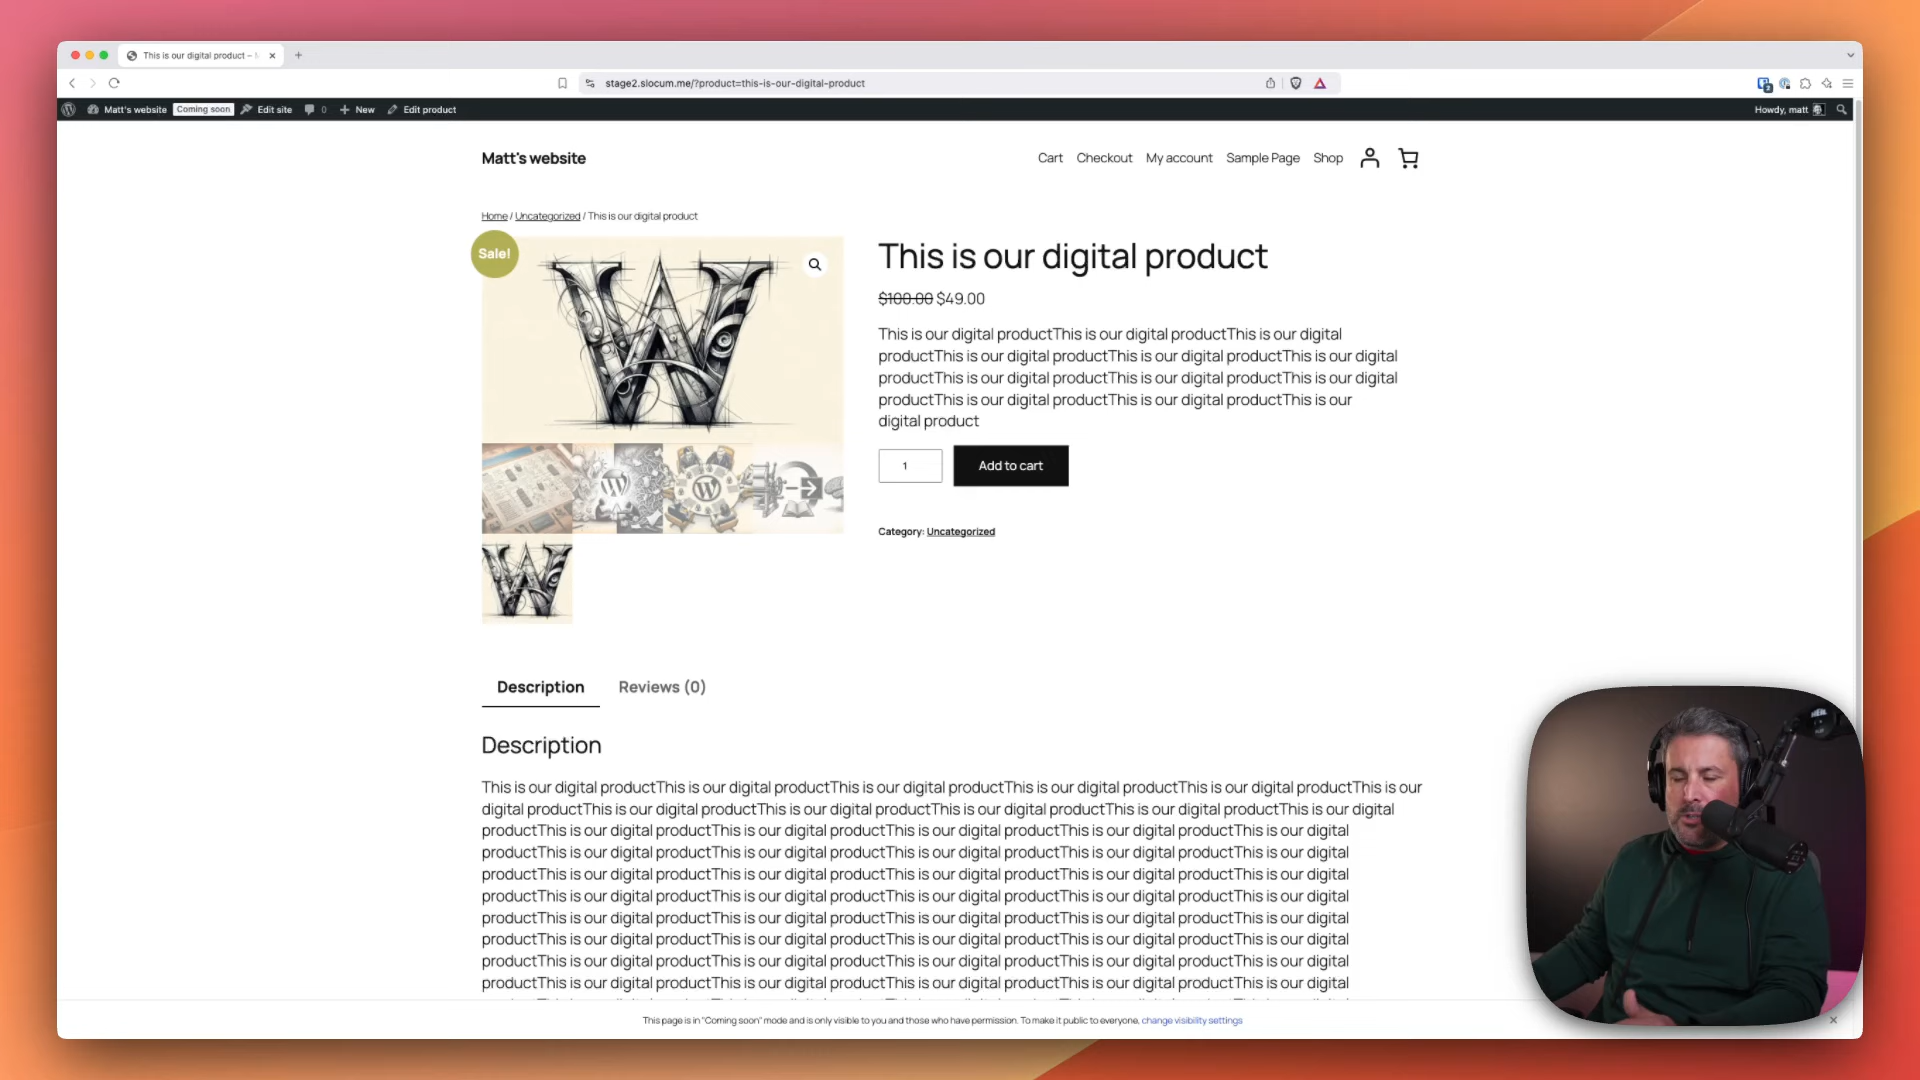 This is our digital product –
stage2.slocum.me/?product=this-is-our-digital-product
Matt's website
Coming soon
Edit site
0
New
Edit product
Howdy, matt
Matt's website
Cart
Checkout
My account
Sample Page
Shop
Home / Uncategorized / This is our digital product
Sale!
This is our digital product
$100.00 $49.00
This is our digital productThis is our digital productThis is our digital
productThis is our digital productThis is our digital productThis is our digital
productThis is our digital productThis is our digital productThis is our digital
productThis is our digital productThis is our digital productThis is our
digital product
1
Add to cart
Category: Uncategorized
Description
Reviews (0)
Description
This is our digital productThis is our digital productThis is our digital productThis is our digital productThis is our digital productThis is our
digital productThis is our digital productThis is our digital productThis is our digital productThis is our digital productThis is our digital
productThis is our digital productThis is our digital productThis is our digital productThis is our digital productThis is our digital
productThis is our digital productThis is our digital productThis is our digital productThis is our digital productThis is our digital
productThis is our digital productThis is our digital productThis is our digital productThis is our digital productThis is our digital
productThis is our digital productThis is our digital productThis is our digital productThis is our digital productThis is our digital
productThis is our digital productThis is our digital productThis is our digital productThis is our digital productThis is our digital
productThis is our digital productThis is our digital productThis is our digital productThis is our digital productThis is our digital
productThis is our digital productThis is our digital productThis is our digital productThis is our digital productThis is our digital
productThis is our digital productThis is our digital productThis is our digital productThis is our digital productThis is our digital
This page is in "Coming soon" mode and is only visible to you and those who have permission. To make it public to everyone, change visibility settings